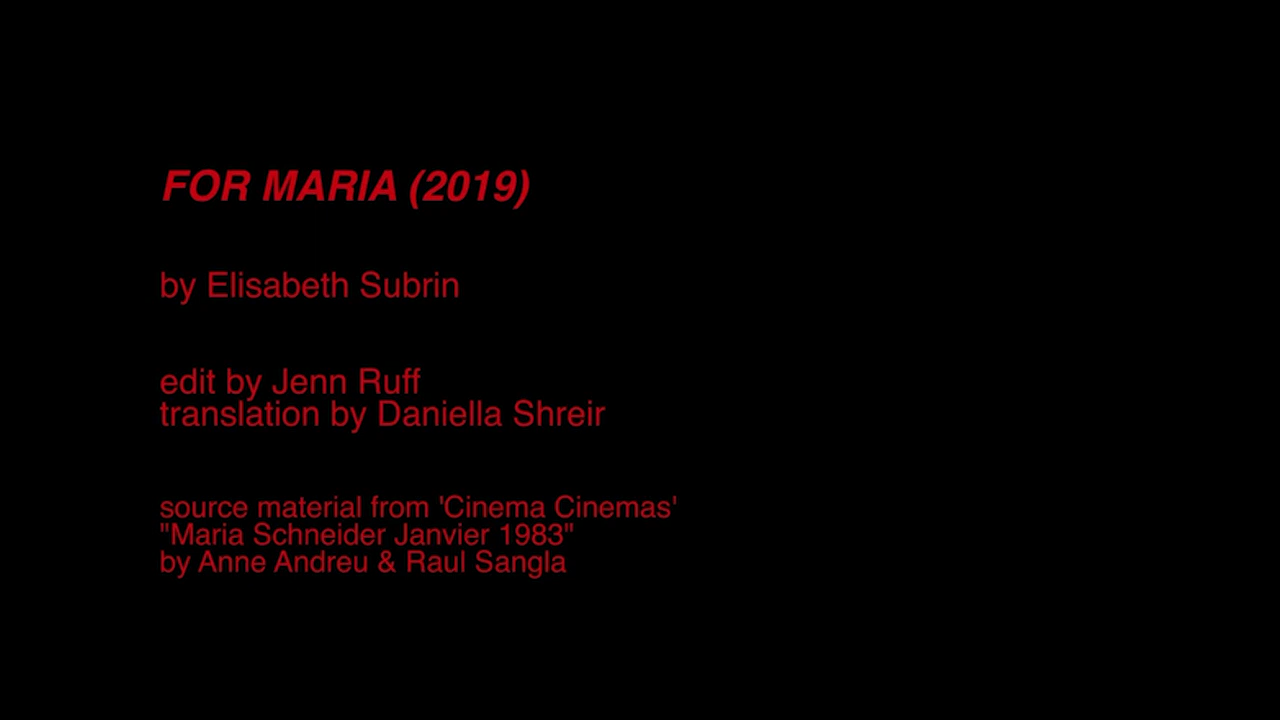 FOR MARIA (2019)
by Elisabeth Subrin
edit by Jenn Ruff
translation by Daniella Shreir
source material from 'Cinema Cinemas'
"Maria Schneider Janvier 1983"
by Anne Andreu & Raul Sangla